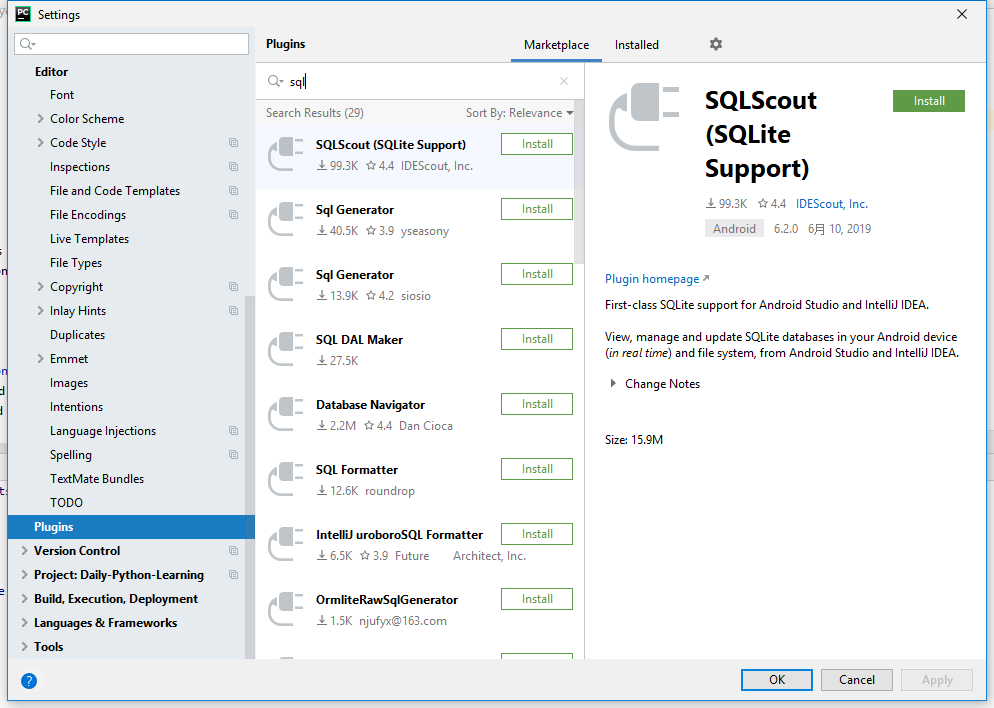 PC
Settings
Editor
Font
Color Scheme
Code Style
Inspections
File and Code Templates
File Encodings
Live Templates
File Types
Copyright
Inlay Hints
Duplicates
Emmet
Images
Intentions
Language Injections
Spelling
TextMate Bundles
TODO
Plugins
Version Control
Project: Daily-Python-Learning
Build, Execution, Deployment
Languages & Frameworks
Tools
?
Plugins
Marketplace
Installed
sql
Search Results (29)
Sort By: Relevance
SQLScout (SQLite Support)
Install
99.3K 4.4 IDEScout, Inc.
Sql Generator
Install
40.5K 3.9 yseasony
Sql Generator
Install
13.9K 4.2 siosio
SQL DAL Maker
Install
27.5K
Database Navigator
Install
2.2M 4.4 Dan Cioca
SQL Formatter
Install
12.6K roundrop
IntelliJ uroboroSQL Formatter
Install
6.5K 3.9 Future Architect, Inc.
OrmliteRawSqlGenerator
Install
1.5K njufyx@163.com
SQLScout
(SQLite
Support)
Install
99.3K 4.4 IDEScout, Inc.
Android 6.2.0 6月 10, 2019
Plugin homepage
First-class SQLite support for Android Studio and IntelliJ IDEA.
View, manage and update SQLite databases in your Android device
(in real time) and file system, from Android Studio and IntelliJ IDEA.
Change Notes
Size: 15.9M
OK
Cancel
Apply